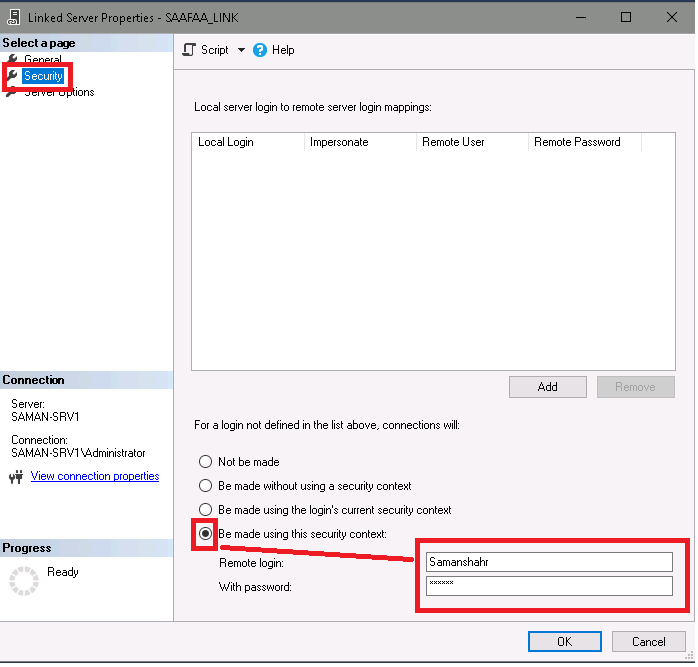 Linked Server Properties - SAAFAA_LINK
Select a page
General
Security
Server Options
Script
Help
Local server login to remote server login mappings:
Local Login
Impersonate
Remote User
Remote Password
Add
Remove
Connection
Server:
SAMAN-SRV1
Connection:
SAMAN-SRV1\Administrator
View connection properties
Progress
Ready
For a login not defined in the list above, connections will:
Not be made
Be made without using a security context
Be made using the login's current security context
Be made using this security context:
Remote login:
Samanshahr
With password:
******
OK
Cancel